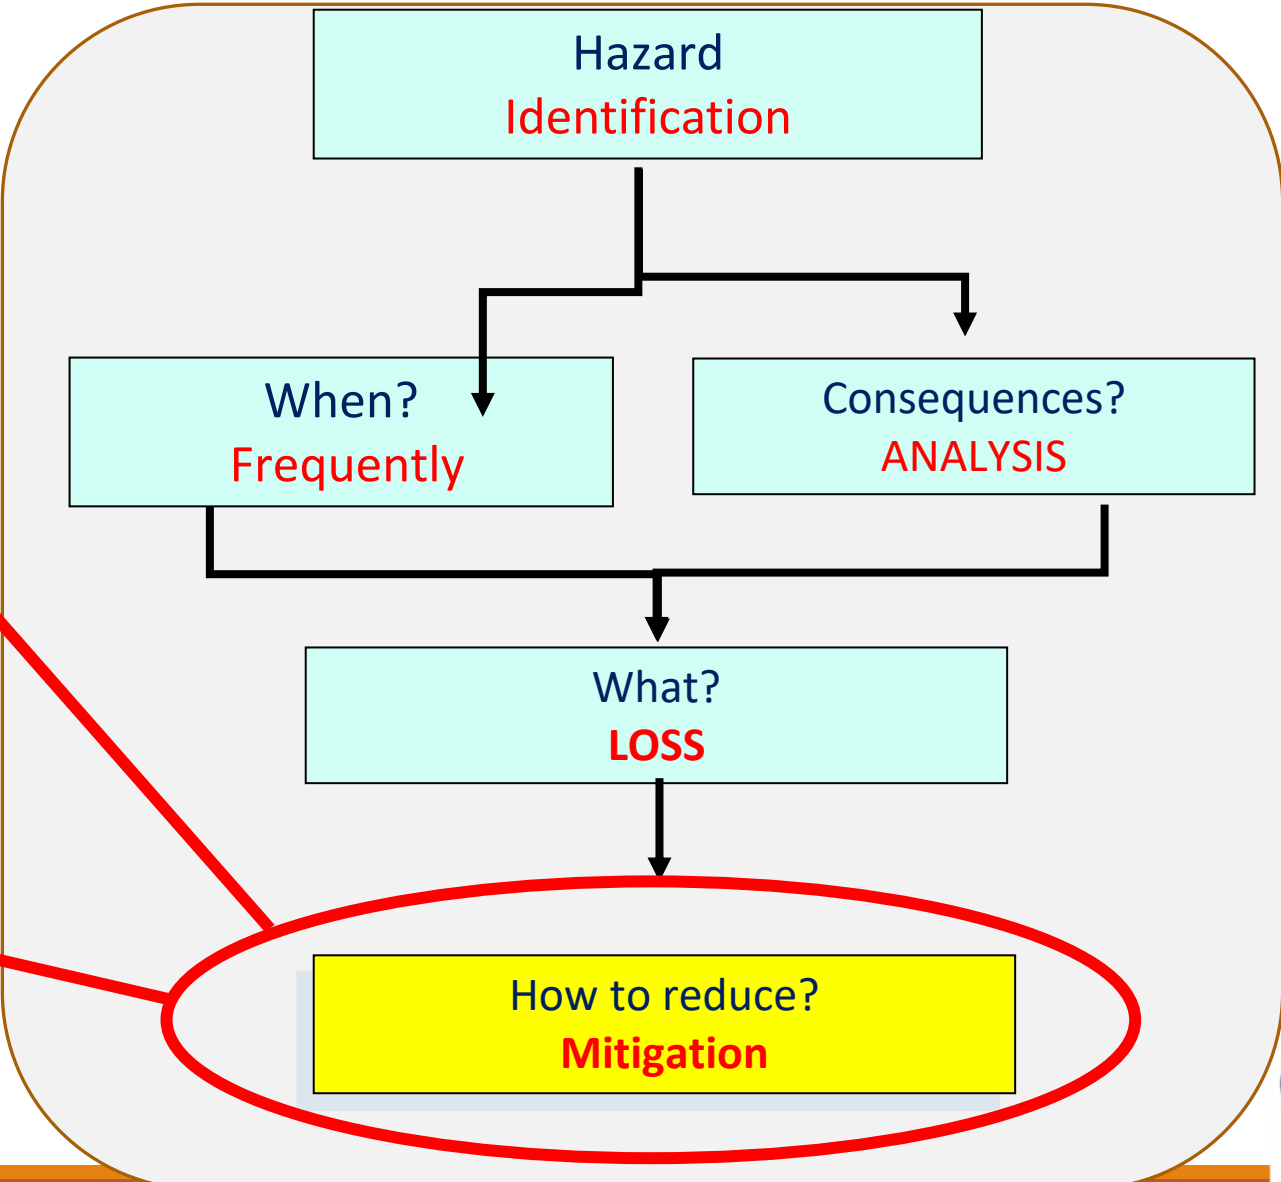 Hazard
Identification
When?
Frequently
Consequences?
ANALYSIS
What?
LOSS
How to reduce?
Mitigation